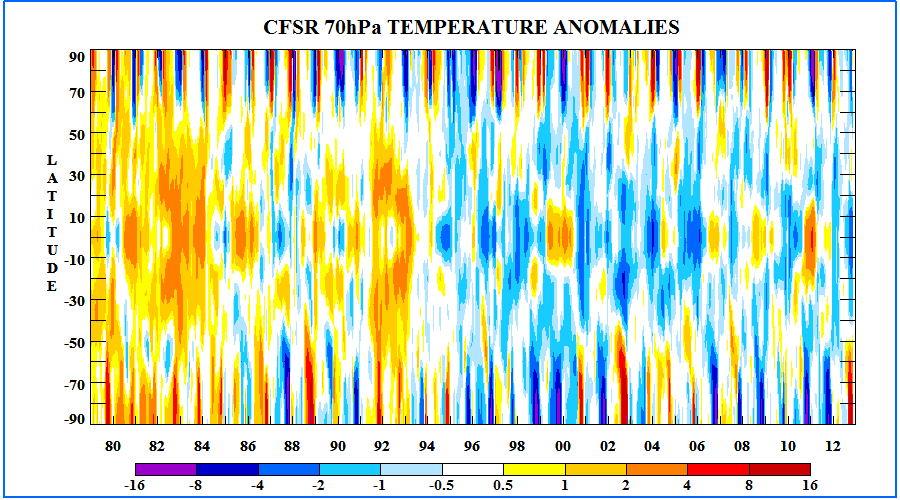 CFSR 70hPa TEMPERATURE ANOMALIES
90
70
50
30
10
-10
-30
-50
-70
-90
L
A
T
I
T
U
D
E
80 82 84 86 88 90 92 94 96 98 00 02 04 06 08 10 12
-16 -8 -4 -2 -1 -0.5 0.5 1 2 4 8 16